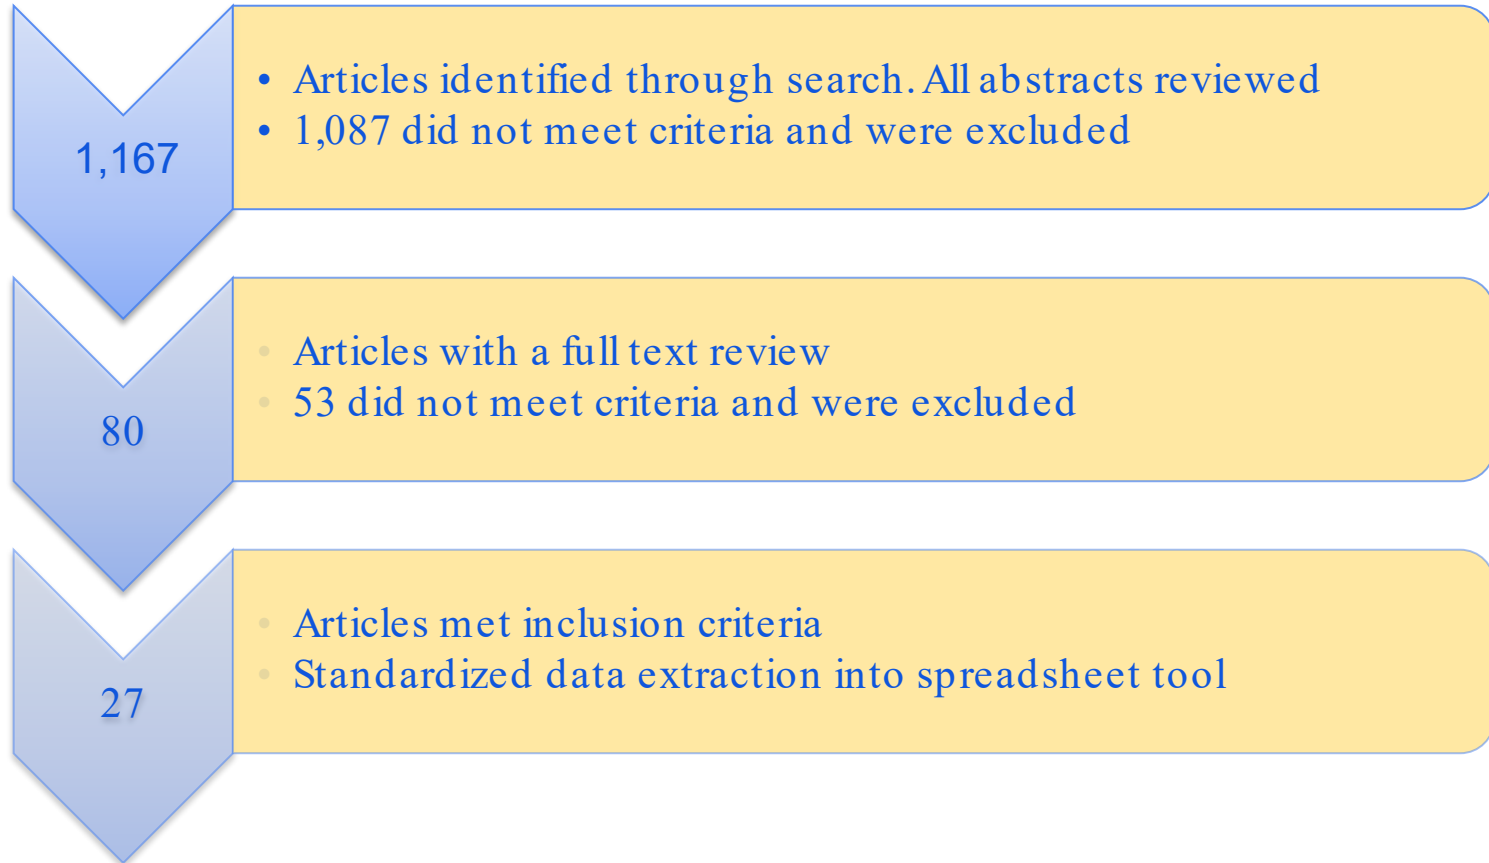 1,167
• Articles identified through search. All abstracts reviewed
• 1,087 did not meet criteria and were excluded
80
• Articles with a full text review
• 53 did not meet criteria and were excluded
27
• Articles met inclusion criteria
• Standardized data extraction into spreadsheet tool